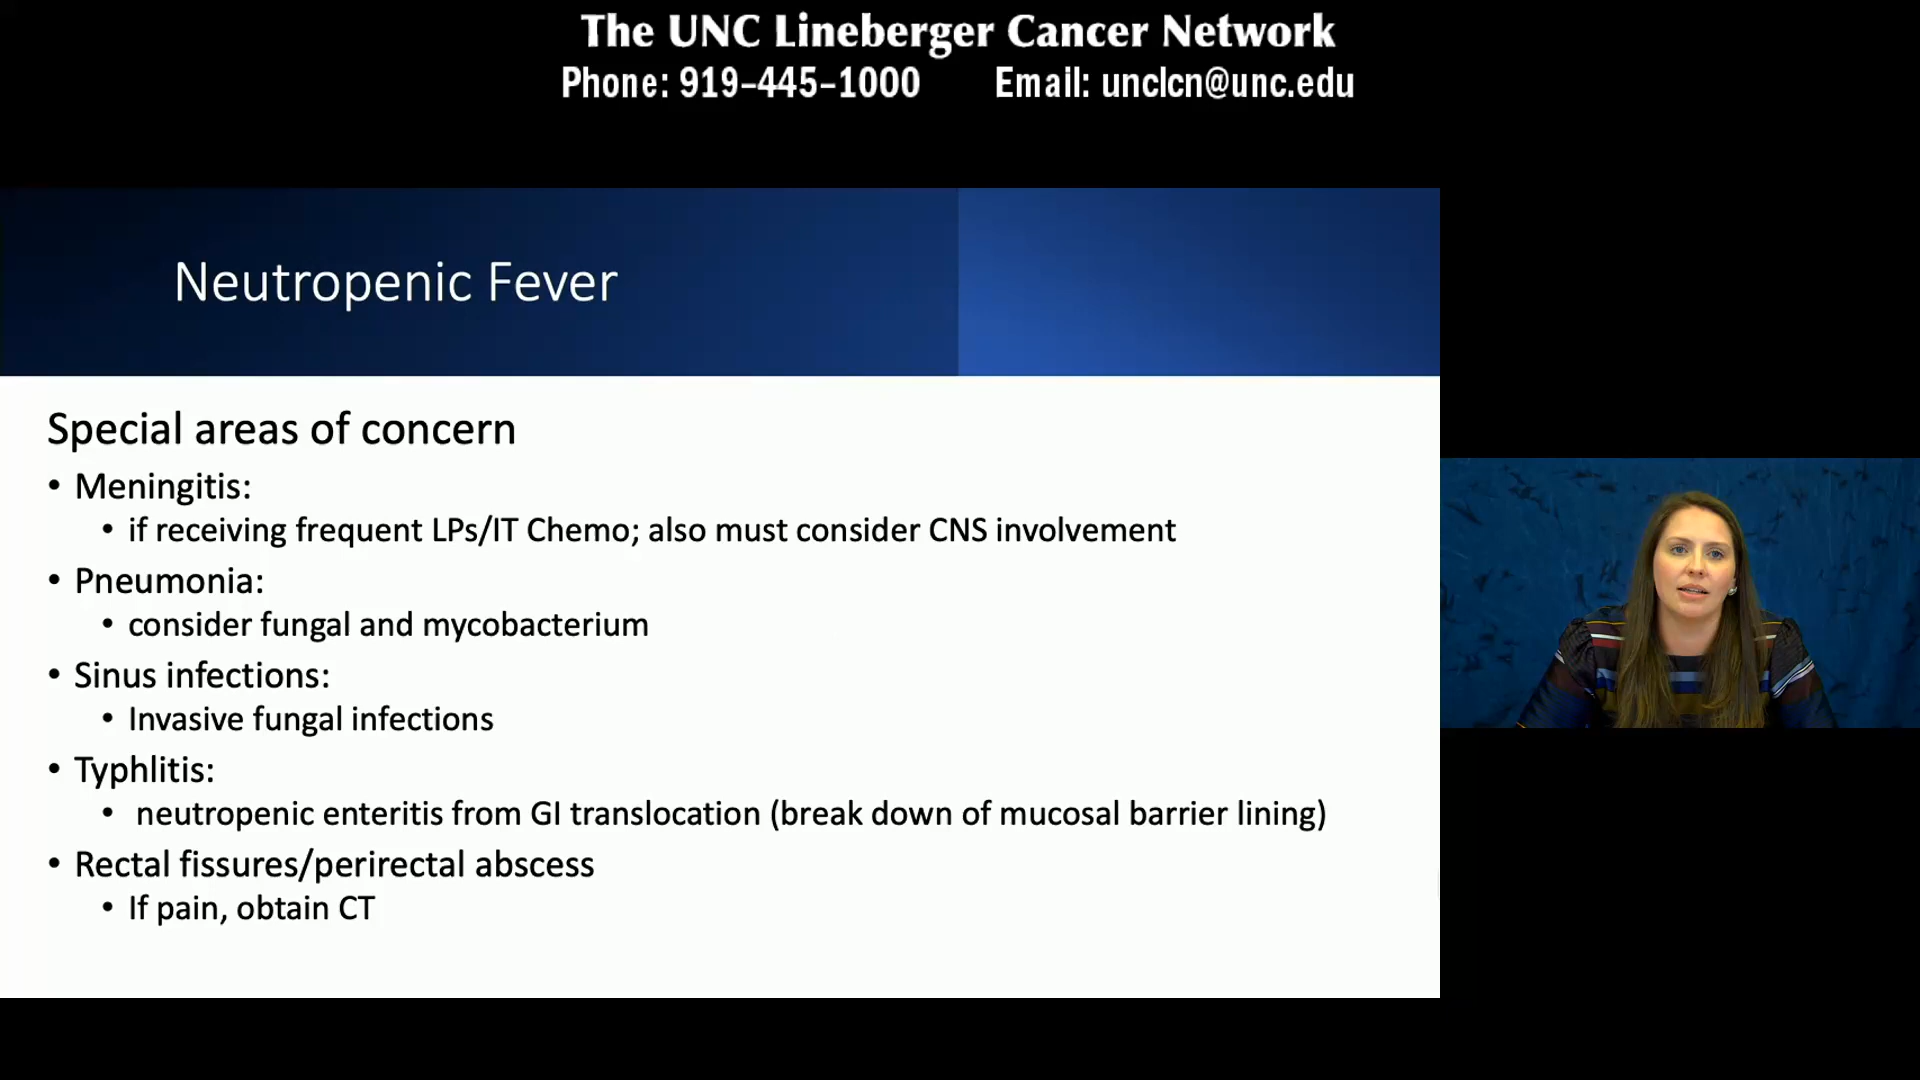 The UNC Lineberger Cancer Network
Phone: 919-445-1000 Email: unclcn@unc.edu
Neutropenic Fever
Special areas of concern
• Meningitis:
• if receiving frequent LPs/IT Chemo; also must consider CNS involvement
• Pneumonia:
• consider fungal and mycobacterium
• Sinus infections:
• Invasive fungal infections
• Typhlitis:
• neutropenic enteritis from GI translocation (break down of mucosal barrier lining)
• Rectal fissures/perirectal abscess
• If pain, obtain CT